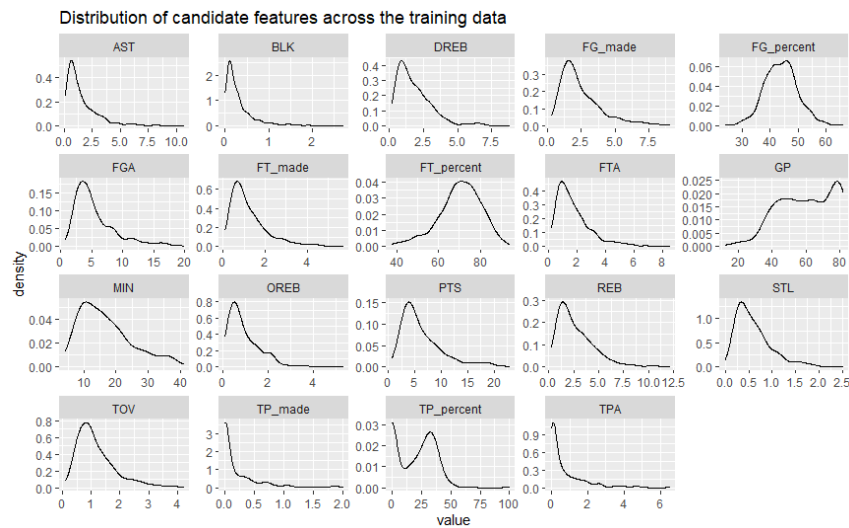 Distribution of candidate features across the training data
AST BLK DREB FG_made FG_percent
0.4 2 0.4 0.3 0.06
0.2 1 0.3 0.2 0.04
0.0 0 0.2 0.1 0.02
0.1 0.0 0.00
0.0
0.0 2.5 5.0 7.5 10.0 0 1 2 0.0 2.5 5.0 7.5 0.0 2.5 5.0 7.5 30 40 50 60
FGA FT_made FT_percent FTA GP
0.15 0.6 0.04 0.4 0.025
0.10 0.4 0.03 0.3 0.020
0.05 0.2 0.02 0.2 0.015
0.00 0.0 0.01 0.1 0.010
0.00 0.0 0.005
0.000
0 5 10 15 20 0 2 4 40 60 80 0 2 4 6 8 20 40 60 80
density
MIN OREB PTS REB STL
0.04 0.8 0.15 0.3 1.0
0.02 0.6 0.10 0.2 0.5
0.00 0.4 0.05 0.1 0.0
0.2 0.00 0.0
0.0
10 20 30 40 0 2 4 0 5 10 15 20 0.0 2.5 5.0 7.5 10.0 12.5 0.0 0.5 1.0 1.5 2.0 2.5
TOV TP_made TP_percent TPA
0.8 3 0.03 0.9
0.6 2 0.02 0.6
0.4 1 0.01 0.3
0.2 0 0.00 0.0
0.0
0 1 2 3 4 0.0 0.5 1.0 1.5 2.0 0 25 50 75 100 0 2 4 6
value